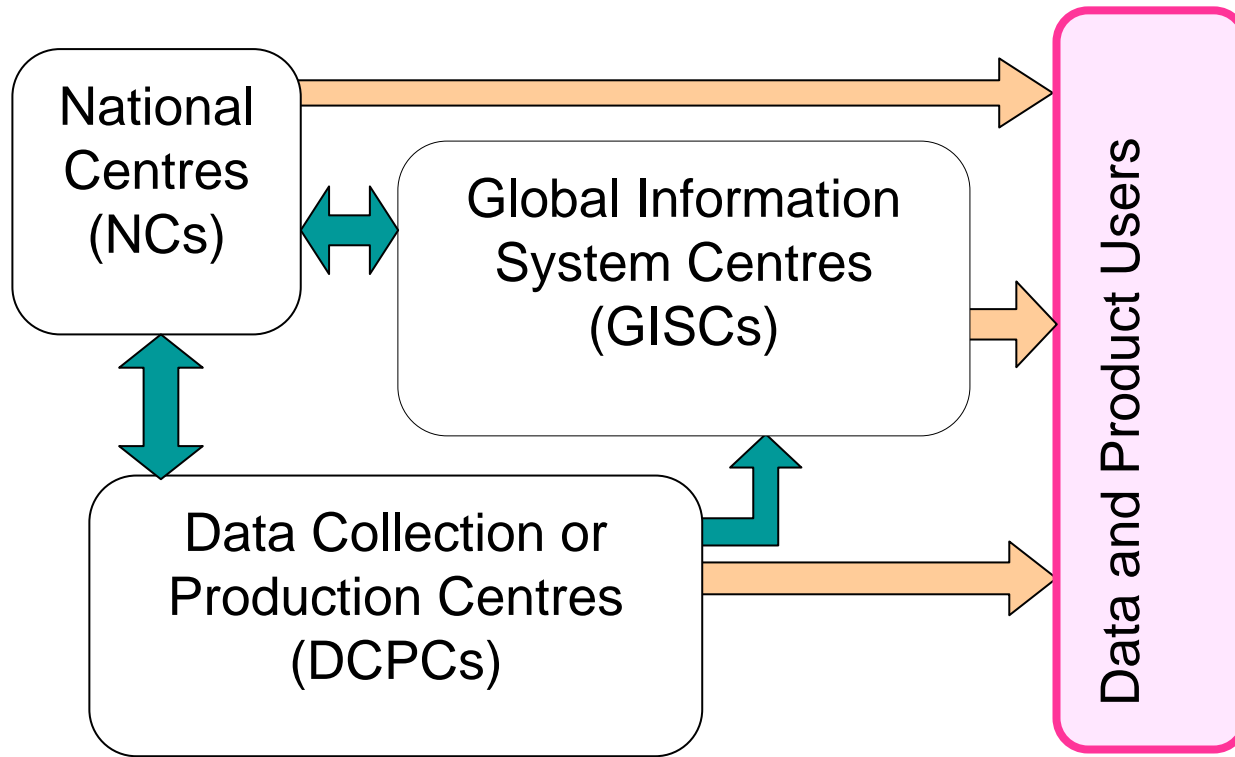 National
Centres
(NCs)
Global Information
System Centres
(GISCs)
Data Collection or
Production Centres
(DCPCs)
Data and Product Users